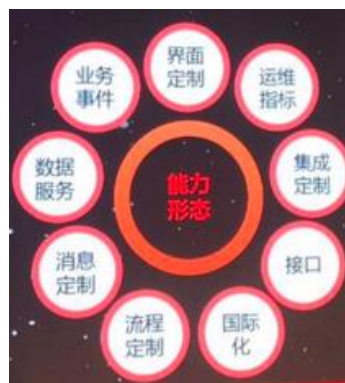 界面
定制
运维
指标
集成
定制
接口
国际
化
流程
定制
消息
定制
数据
服务
业务
事件
能力
形态